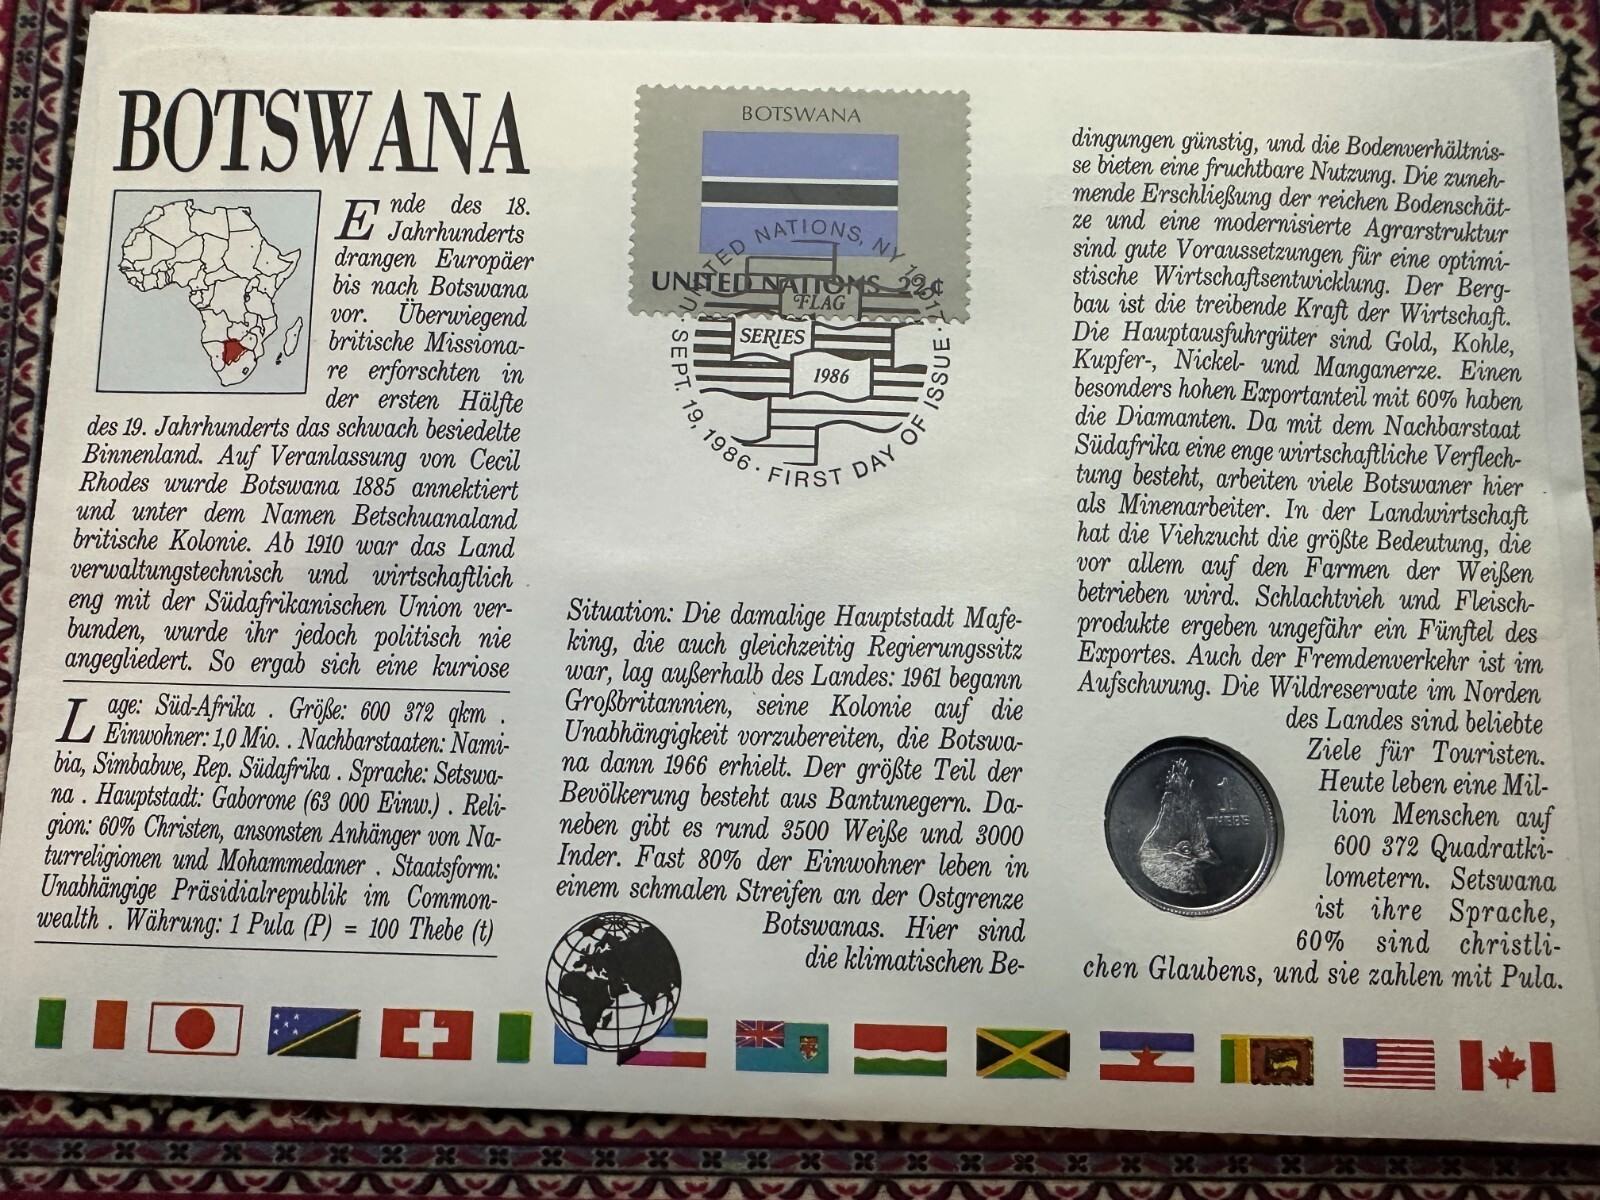 BOTSWANA
Ende des 18.
Jahrhunderts
drangen Europäer
bis nach Botswana
vor. Überwiegend
britische Missiona-
re erforschten in
der ersten Hälfte
des 19. Jahrhunderts das schwach besiedelte
Binnenland. Auf Veranlassung von Cecil
Rhodes wurde Botswana 1885 annektiert
und unter dem Namen Betschuanaland
britische Kolonie. Ab 1910 war das Land
verwaltungstechnisch und wirtschaftlich
eng mit der Südafrikanischen Union ver-
bunden, wurde ihr jedoch politisch nie
angegliedert. So ergab sich eine kuriose
Lage: Süd-Afrika . Größe: 600 372 qkm .
Einwohner: 1,0 Mio. . Nachbarstaaten: Nami-
bia, Simbabwe, Rep. Südafrika . Sprache: Setswa-
na . Hauptstadt: Gaborone (63 000 Einw.) . Reli-
gion: 60% Christen, ansonsten Anhänger von Na-
turreligionen und Mohammedaner . Staatsform:
Unabhängige Präsidialrepublik im Common-
wealth . Währung: 1 Pula (P) = 100 Thebe (t)
BOTSWANA
UNITED NATIONS 22¢
UNITED NATIONS, NY 10017
SEPT. 19, 1986 · FIRST DAY OF ISSUE
FLAG
SERIES
1986
Situation: Die damalige Hauptstadt Mafe-
king, die auch gleichzeitig Regierungssitz
war, lag außerhalb des Landes: 1961 begann
Großbritannien, seine Kolonie auf die
Unabhängigkeit vorzubereiten, die Botswa-
na dann 1966 erhielt. Der größte Teil der
Bevölkerung besteht aus Bantunegern. Da-
neben gibt es rund 3500 Weiße und 3000
Inder. Fast 80% der Einwohner leben in
einem schmalen Streifen an der Ostgrenze
Botswanas. Hier sind
die klimatischen Be-
dingungen günstig, und die Bodenverhältnis-
se bieten eine fruchtbare Nutzung. Die zuneh-
mende Erschließung der reichen Bodenschät-
ze und eine modernisierte Agrarstruktur
sind gute Voraussetzungen für eine optimi-
stische Wirtschaftsentwicklung. Der Berg-
bau ist die treibende Kraft der Wirtschaft.
Die Hauptausfuhrgüter sind Gold, Kohle,
Kupfer-, Nickel- und Manganerze. Einen
besonders hohen Exportanteil mit 60% haben
die Diamanten. Da mit dem Nachbarstaat
Südafrika eine enge wirtschaftliche Verflech-
tung besteht, arbeiten viele Botswaner hier
als Minenarbeiter. In der Landwirtschaft
hat die Viehzucht die größte Bedeutung, die
vor allem auf den Farmen der Weißen
betrieben wird. Schlachtvieh und Fleisch-
produkte ergeben ungefähr ein Fünftel des
Exportes. Auch der Fremdenverkehr ist im
Aufschwung. Die Wildreservate im Norden
des Landes sind beliebte
Ziele für Touristen.
Heute leben eine Mil-
lion Menschen auf
600 372 Quadratki-
lometern. Setswana
ist ihre Sprache,
60% sind christli-
chen Glaubens, und sie zahlen mit Pula.
1
THEBE